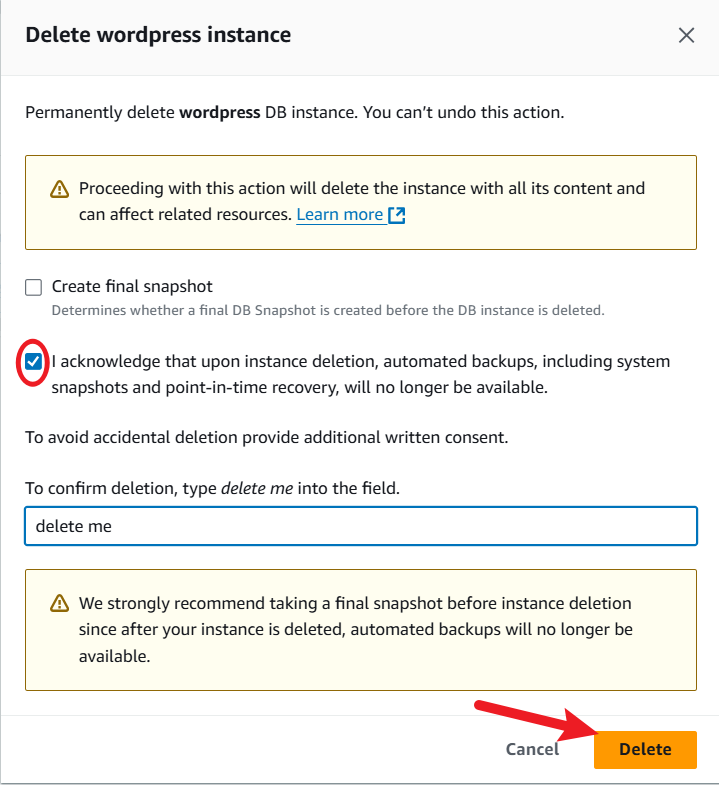 Delete wordpress instance
Permanently delete wordpress DB instance. You can't undo this action.
Proceeding with this action will delete the instance with all its content and
can affect related resources. Learn more
Create final snapshot
Determines whether a final DB Snapshot is created before the DB instance is deleted.
I acknowledge that upon instance deletion, automated backups, including system
snapshots and point-in-time recovery, will no longer be available.
To avoid accidental deletion provide additional written consent.
To confirm deletion, type delete me into the field.
delete me
We strongly recommend taking a final snapshot before instance deletion
since after your instance is deleted, automated backups will no longer be
available.
Cancel Delete